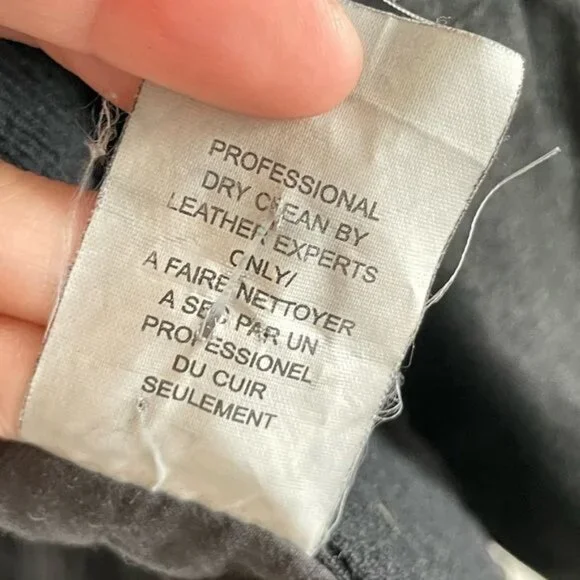 PROFESSIONAL
DRY CLEAN BY
LEATHER EXPERTS
ONLY/
A FAIRE NETTOYER
A SEC PAR UN
PROFESSIONEL
DU CUIR
SEULEMENT